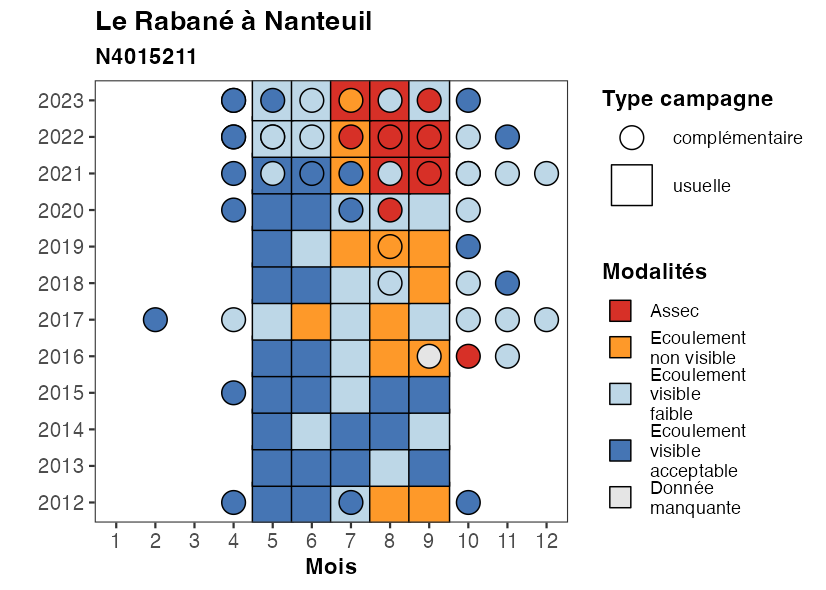 Le Rabané à Nanteuil
N4015211
2023
2022
2021
2020
2019
2018
2017
2016
2015
2014
2013
2012
1 2 3 4 5 6 7 8 9 10 11 12
Mois
Type campagne
complémentaire
usuelle
Modalités
Assec
Ecoulement
non visible
Ecoulement
visible
faible
Ecoulement
visible
acceptable
Donnée
manquante